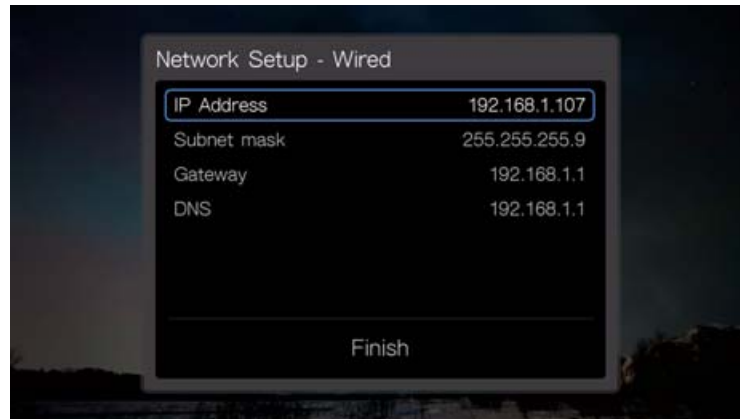 Network Setup - Wired
IP Address 192.168.1.107
Subnet mask 255.255.255.9
Gateway 192.168.1.1
DNS 192.168.1.1
Finish